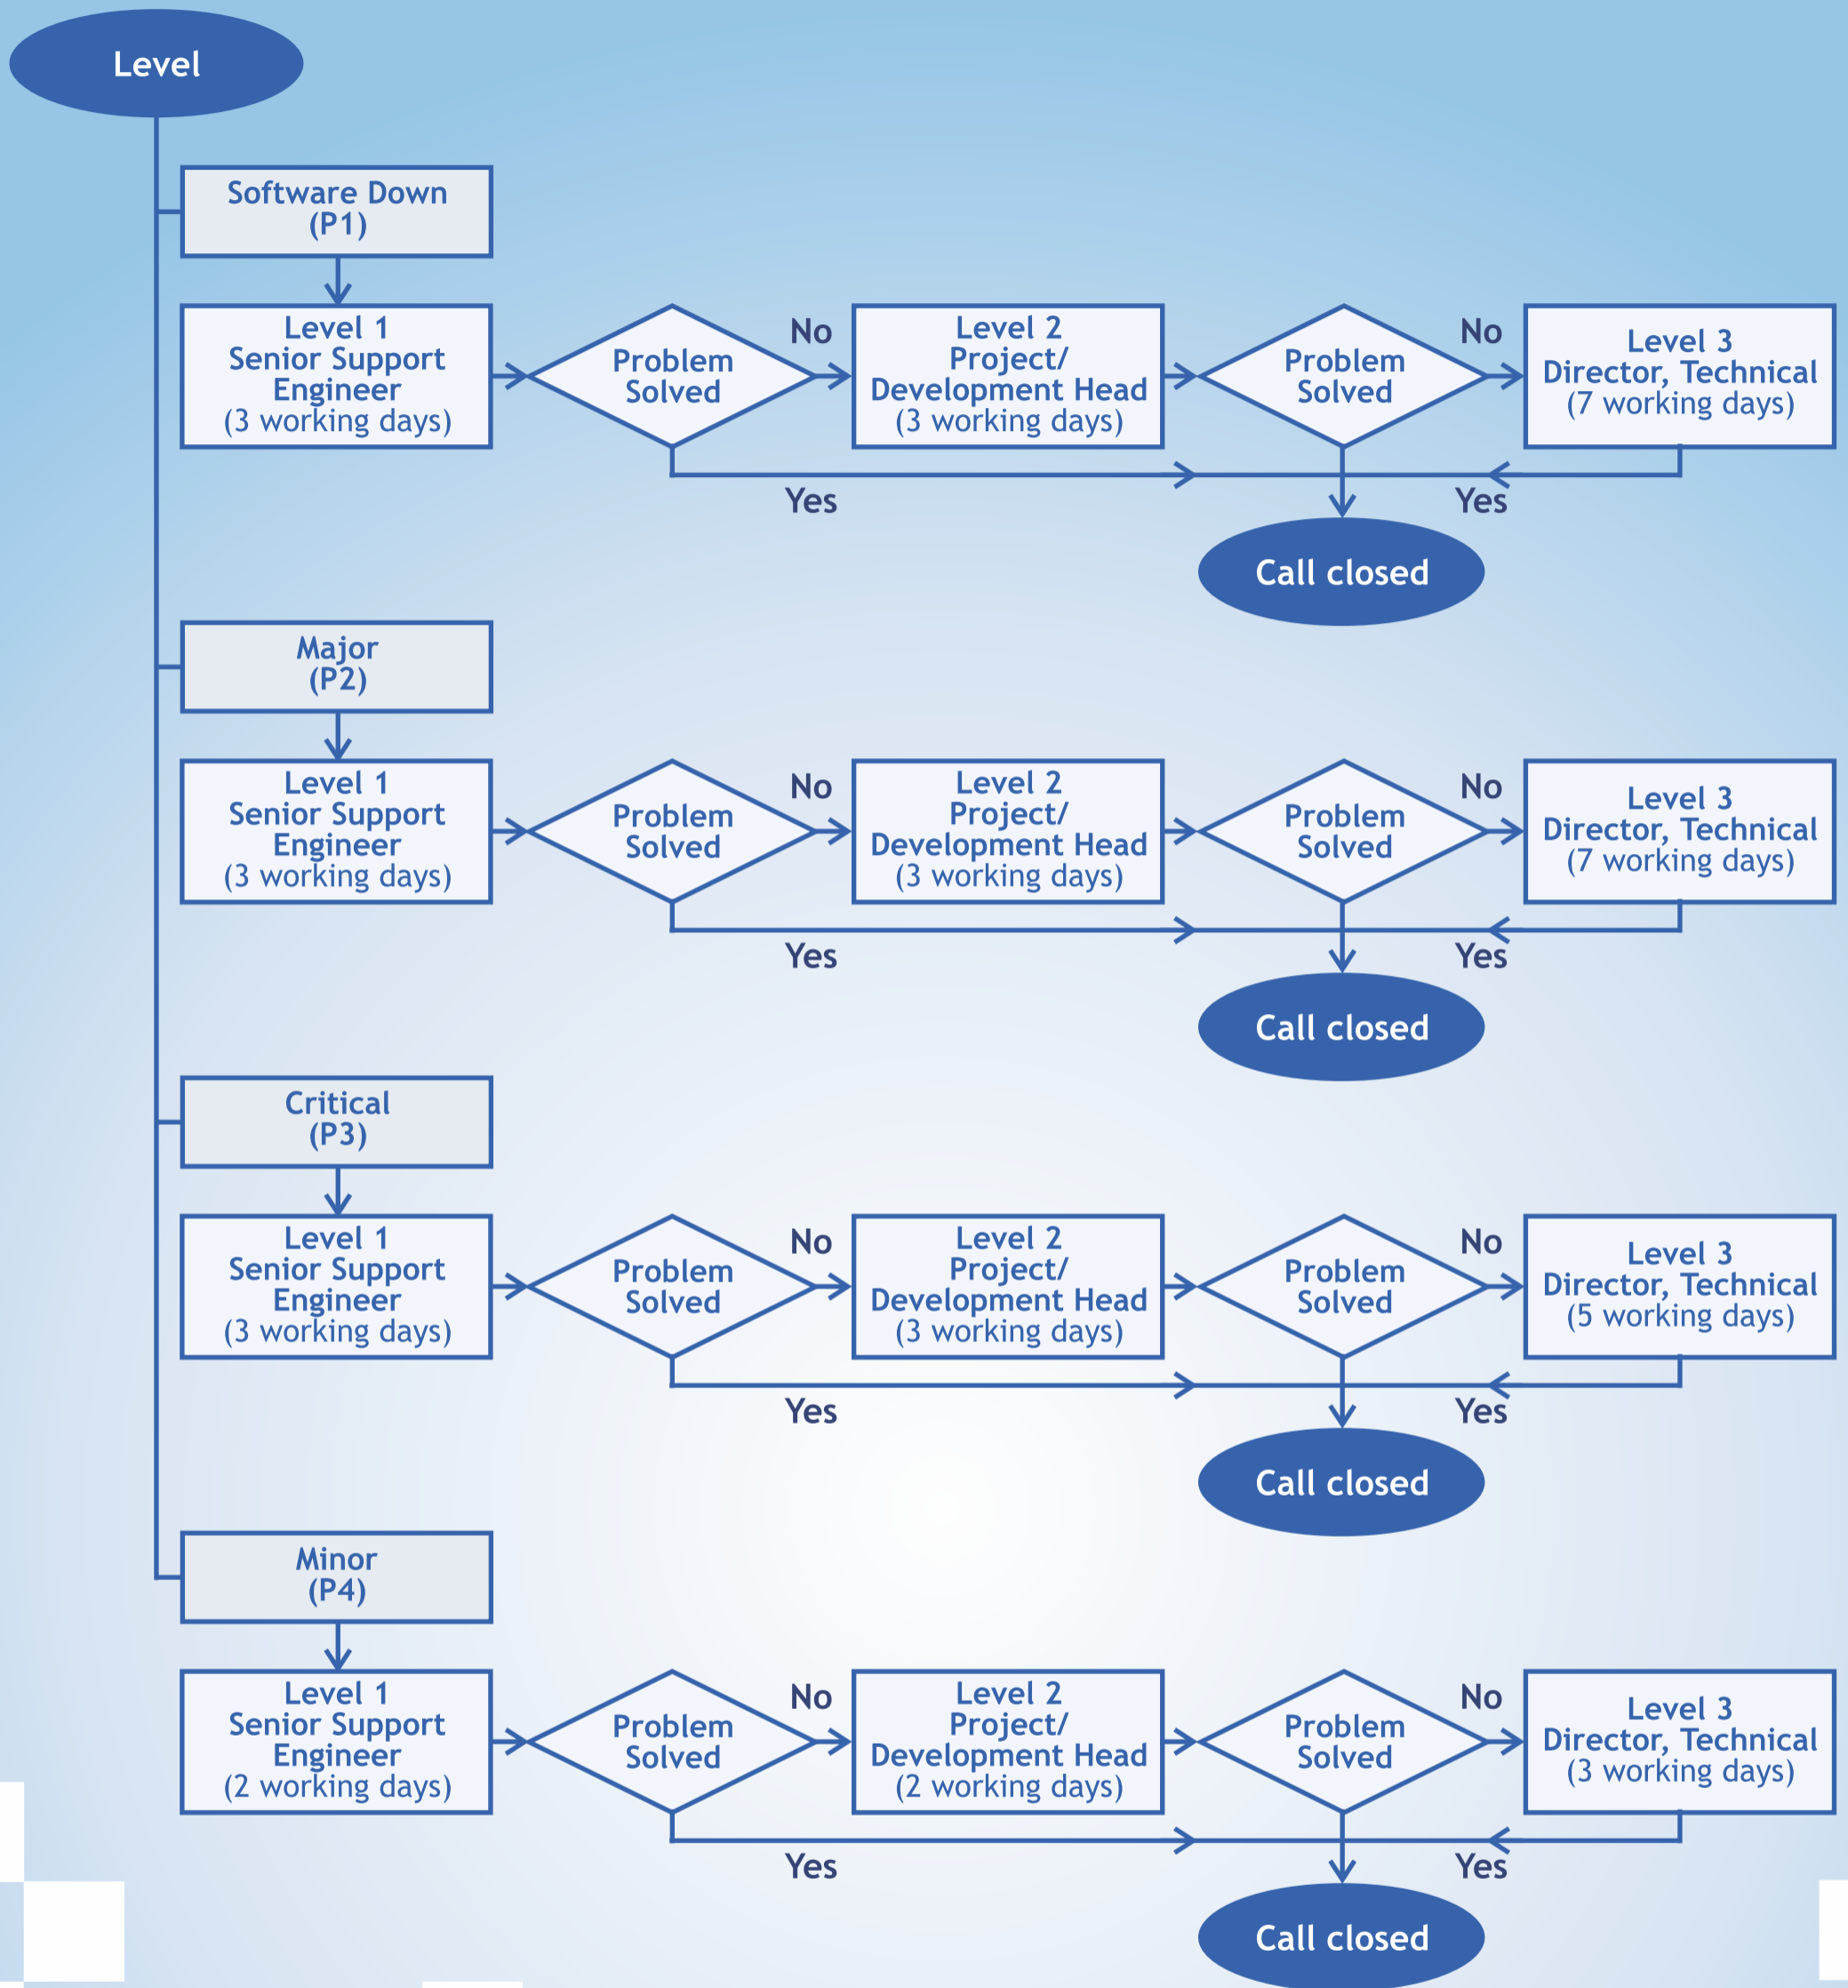 Level
Software Down
(P1)
Level 1
Senior Support
Engineer
(3 working days)
Problem
Solved
No
Level 2
Project/
Development Head
(3 working days)
Problem
Solved
No
Level 3
Director, Technical
(7 working days)
Yes
Yes
Call closed
Major
(P2)
Level 1
Senior Support
Engineer
(3 working days)
Problem
Solved
No
Level 2
Project/
Development Head
(3 working days)
Problem
Solved
No
Level 3
Director, Technical
(7 working days)
Yes
Yes
Call closed
Critical
(P3)
Level 1
Senior Support
Engineer
(3 working days)
Problem
Solved
No
Level 2
Project/
Development Head
(3 working days)
Problem
Solved
No
Level 3
Director, Technical
(5 working days)
Yes
Yes
Call closed
Minor
(P4)
Level 1
Senior Support
Engineer
(2 working days)
Problem
Solved
No
Level 2
Project/
Development Head
(2 working days)
Problem
Solved
No
Level 3
Director, Technical
(3 working days)
Yes
Yes
Call closed